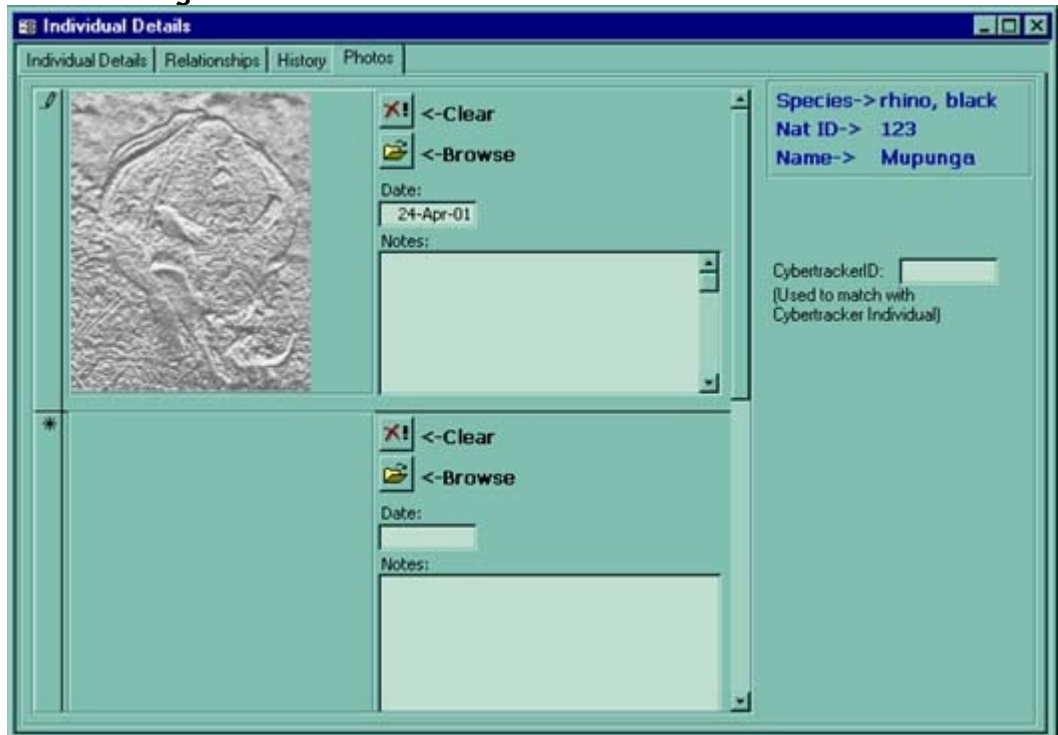 Individual Details
Individual Details Relationships History Photos
<-Clear
<-Browse
Date:
24-Apr-01
Notes:
Species-> rhino, black
Nat ID-> 123
Name-> Mupunga
CybertrackerID:
(Used to match with
Cybertracker Individual)
<-Clear
<-Browse
Date:
Notes: